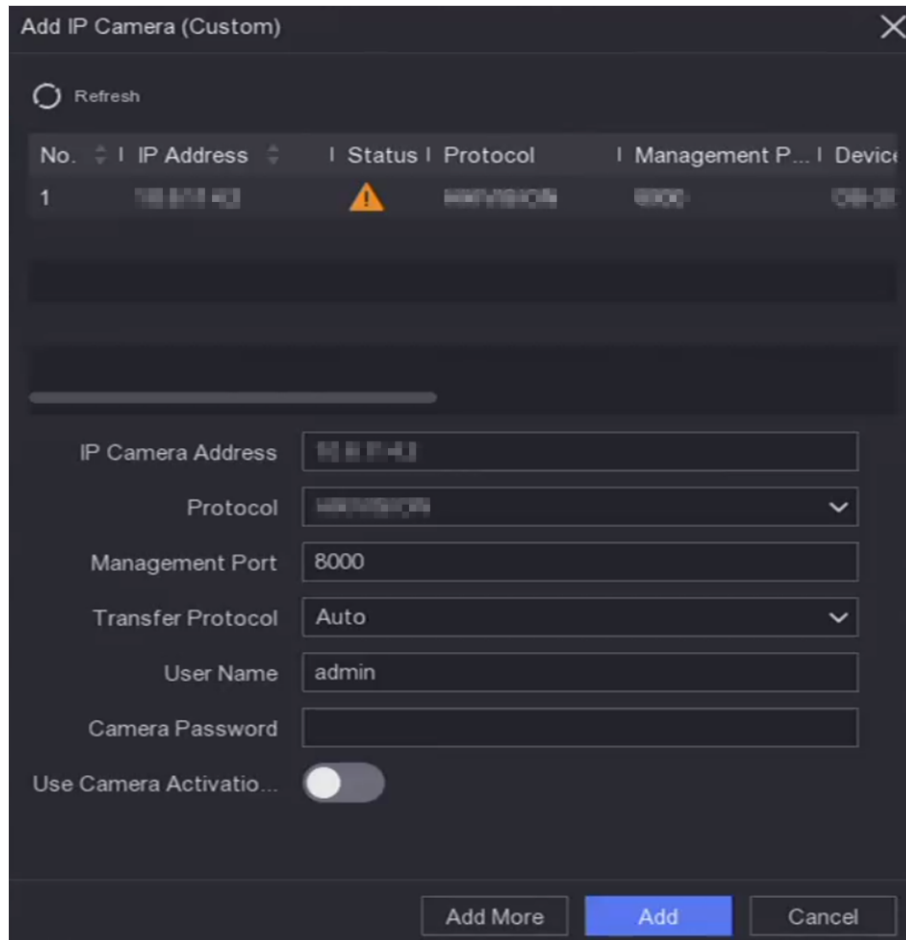 Add IP Camera (Custom)
Refresh
No. IP Address Status Protocol Management P... Device
1
IP Camera Address
Protocol
Management Port 8000
Transfer Protocol Auto
User Name admin
Camera Password
Use Camera Activatio...
Add More Add Cancel